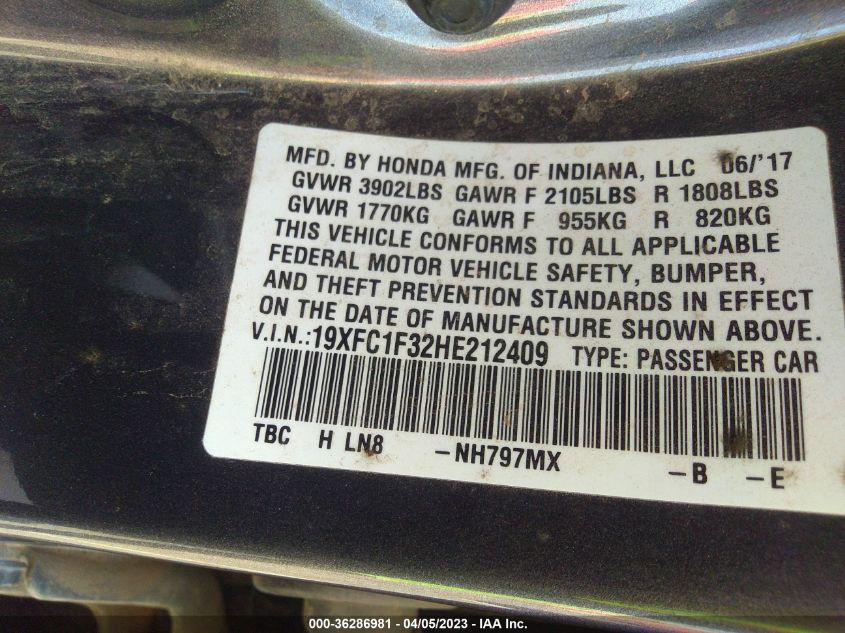 MFD. BY HONDA MFG. OF INDIANA, LLC 06/'17
GVWR 3902LBS GAWR F 2105LBS R 1808LBS
GVWR 1770KG GAWR F 955KG R 820KG
THIS VEHICLE CONFORMS TO ALL APPLICABLE
FEDERAL MOTOR VEHICLE SAFETY, BUMPER,
AND THEFT PREVENTION STANDARDS IN EFFECT
ON THE DATE OF MANUFACTURE SHOWN ABOVE.
V.I.N.:19XFC1F32HE212409 TYPE: PASSENGER CAR
TBC H LN8 -NH797MX -B -E
000-36286981 - 04/05/2023 - IAA Inc.